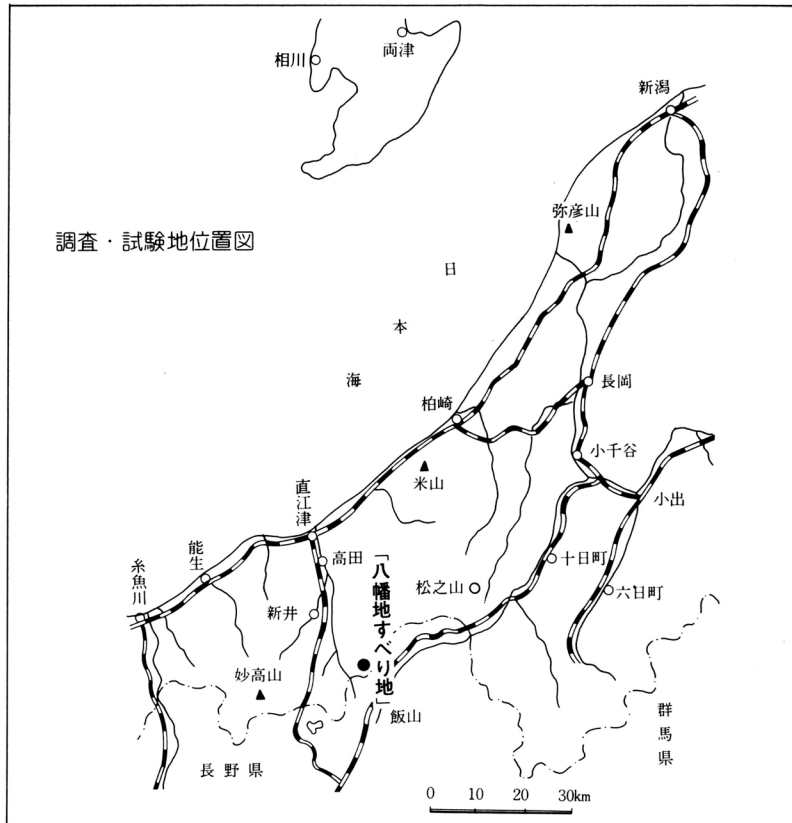 両津
相川
新潟
弥彦山
調査・試験地位置図
日本海
長岡
柏崎
小千谷
米山
小出
直江津
能生
高田
糸魚川
「八幡地すべり地」
十日町
松之山
六日町
新井
妙高山
飯山
群馬県
長野県
0 10 20 30km